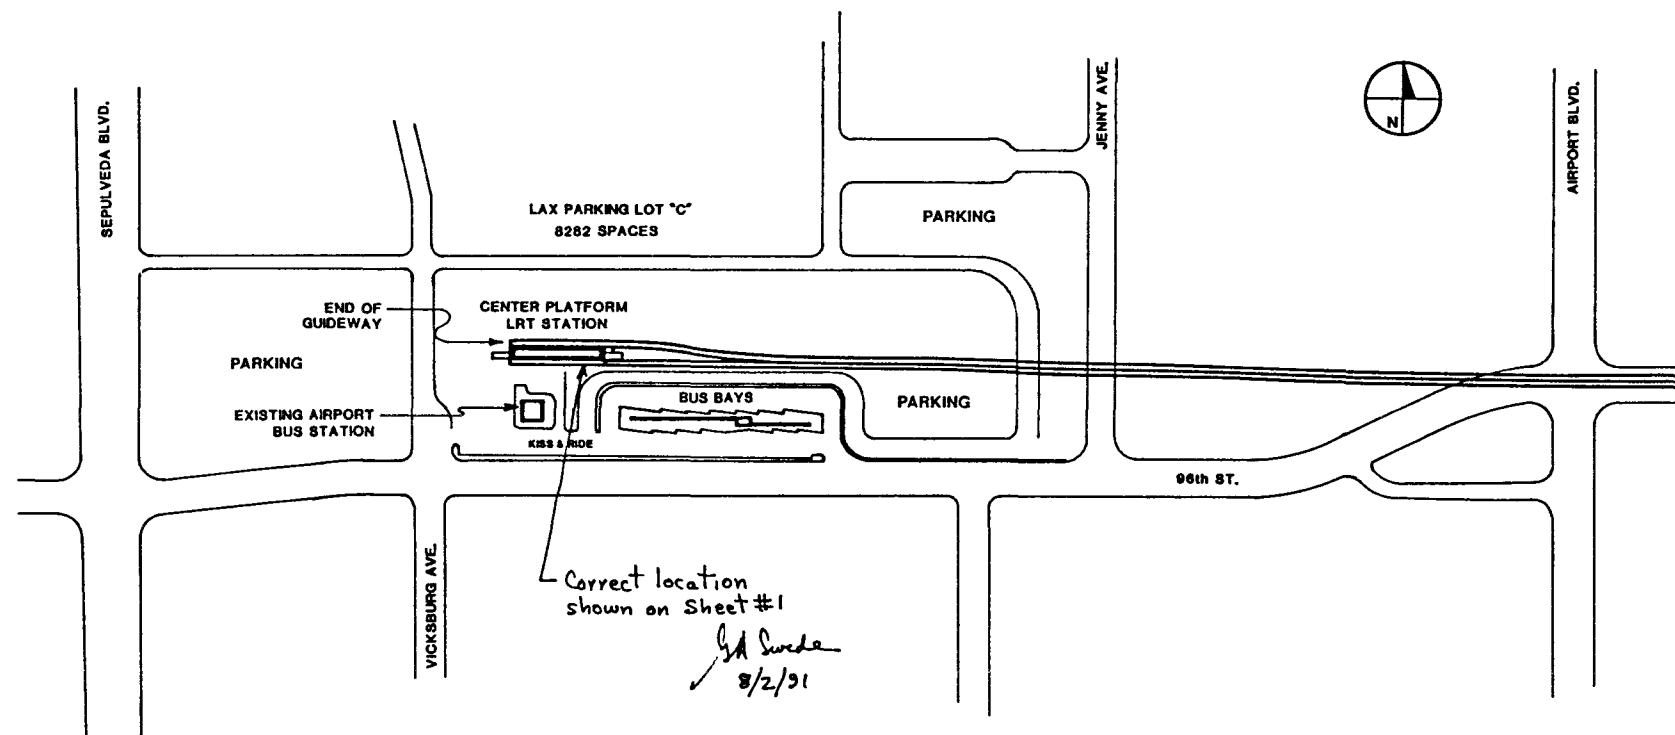 SEPULVEDA BLVD.
JENNY AVE.
AIRPORT BLVD.
N
LAX PARKING LOT "C"
8282 SPACES
PARKING
END OF
GUIDEWAY
CENTER PLATFORM
LRT STATION
PARKING
EXISTING AIRPORT
BUS STATION
BUS BAYS
PARKING
KISS & RIDE
96th ST.
VICKSBURG AVE.
Correct location
shown on Sheet #1
GA Swede
8/2/91